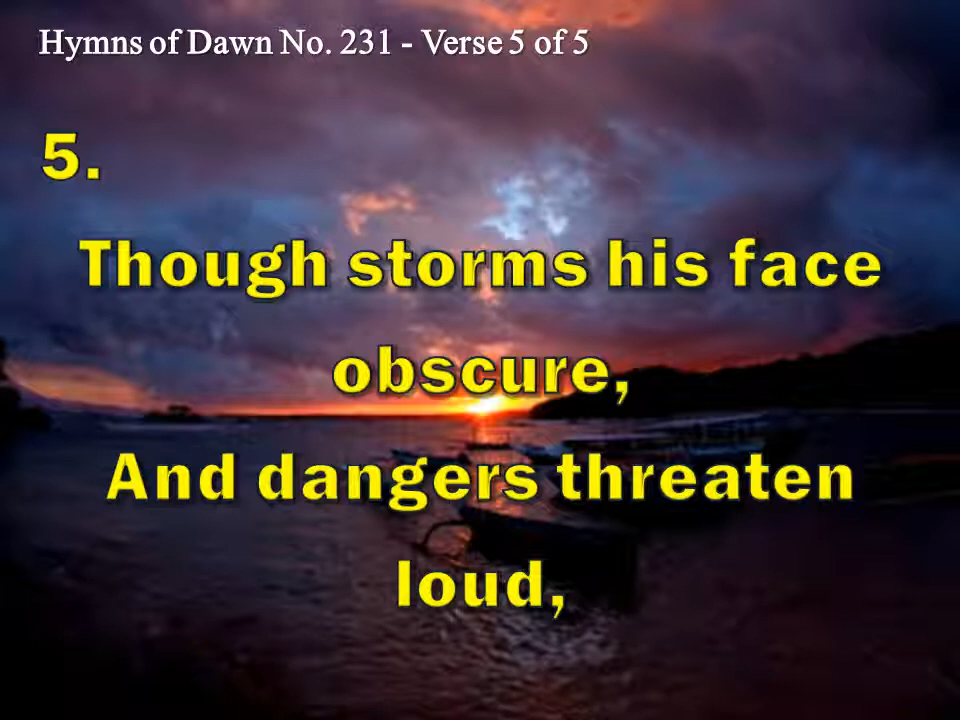 Hymns of Dawn No. 231 - Verse 5 of 5
5.
Though storms his face
obscure,
And dangers threaten
loud,